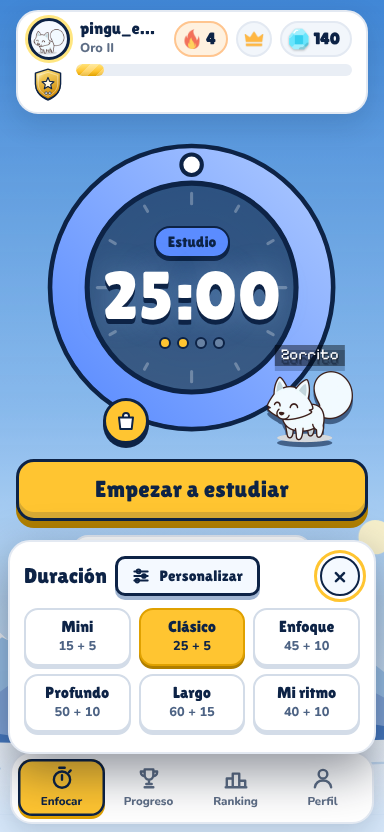 pingu_e...
Oro II
4
140
Estudio
25:00
Zorrito
Empezar a estudiar
Duración
Personalizar
Mini
15 + 5
Clásico
25 + 5
Enfoque
45 + 10
Profundo
50 + 10
Largo
60 + 15
Mi ritmo
40 + 10
Enfocar
Progreso
Ranking
Perfil